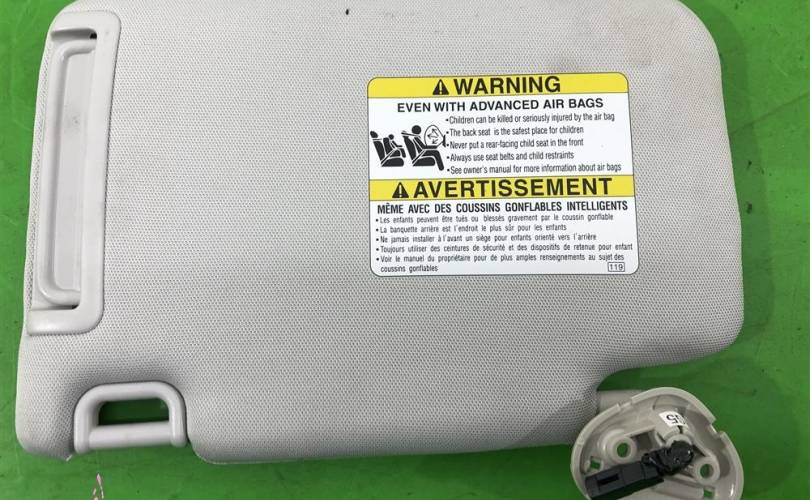 WARNING
EVEN WITH ADVANCED AIR BAGS
•Children can be killed or seriously injured by the air bag
•The back seat is the safest place for children
•Never put a rear-facing child seat in the front
•Always use seat belts and child restraints
•See owner's manual for more information about air bags
AVERTISSEMENT
MÊME AVEC DES COUSSINS GONFLABLES INTELLIGENTS
•Les enfants peuvent être tués ou blessés gravement par le coussin gonflable
•La banquette arrière est l'endroit le plus sûr pour les enfants
•Ne jamais installer à l'avant un siège pour enfants orienté vers l'arrière
•Toujours utiliser des ceintures de sécurité et des dispositifs de retenue pour enfant
•Voir le manuel du propriétaire pour de plus amples renseignements au sujet des
coussins gonflables
119